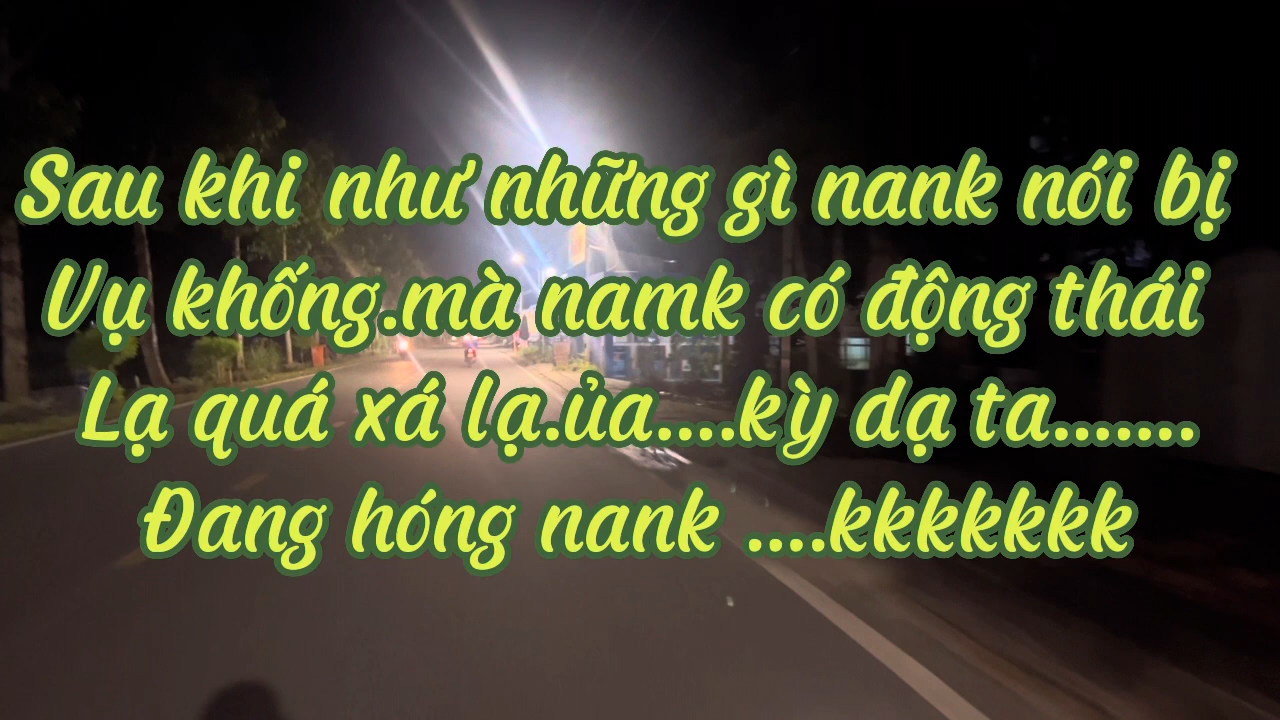 Sau khi như những gì nank nói bị
Vụ khống.mà namk có động thái
Lạ quá xá lạ.ủa....kỳ dạ ta.......
Đang hóng nank ....kkkkkkk